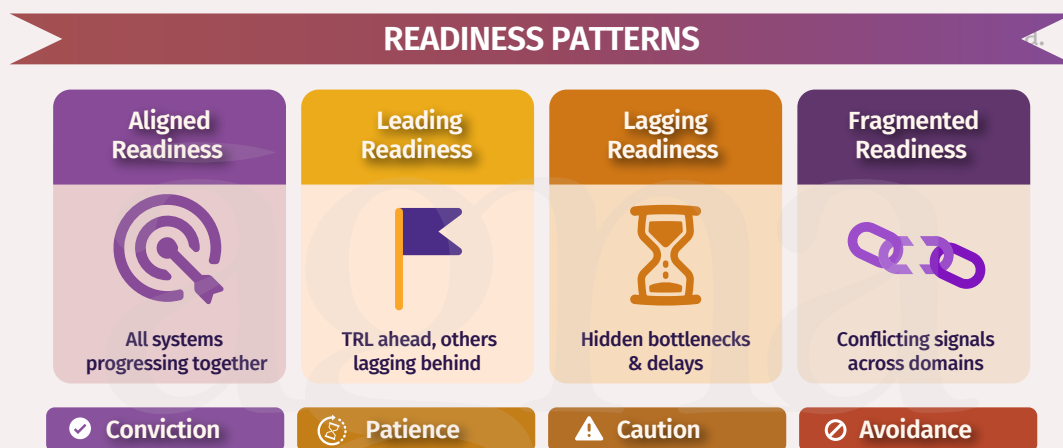 READINESS PATTERNS
Aligned
Readiness
All systems
progressing together
Leading
Readiness
TRL ahead, others
lagging behind
Lagging
Readiness
Hidden bottlenecks
& delays
Fragmented
Readiness
Conflicting signals
across domains
Conviction
Patience
Caution
Avoidance
agna